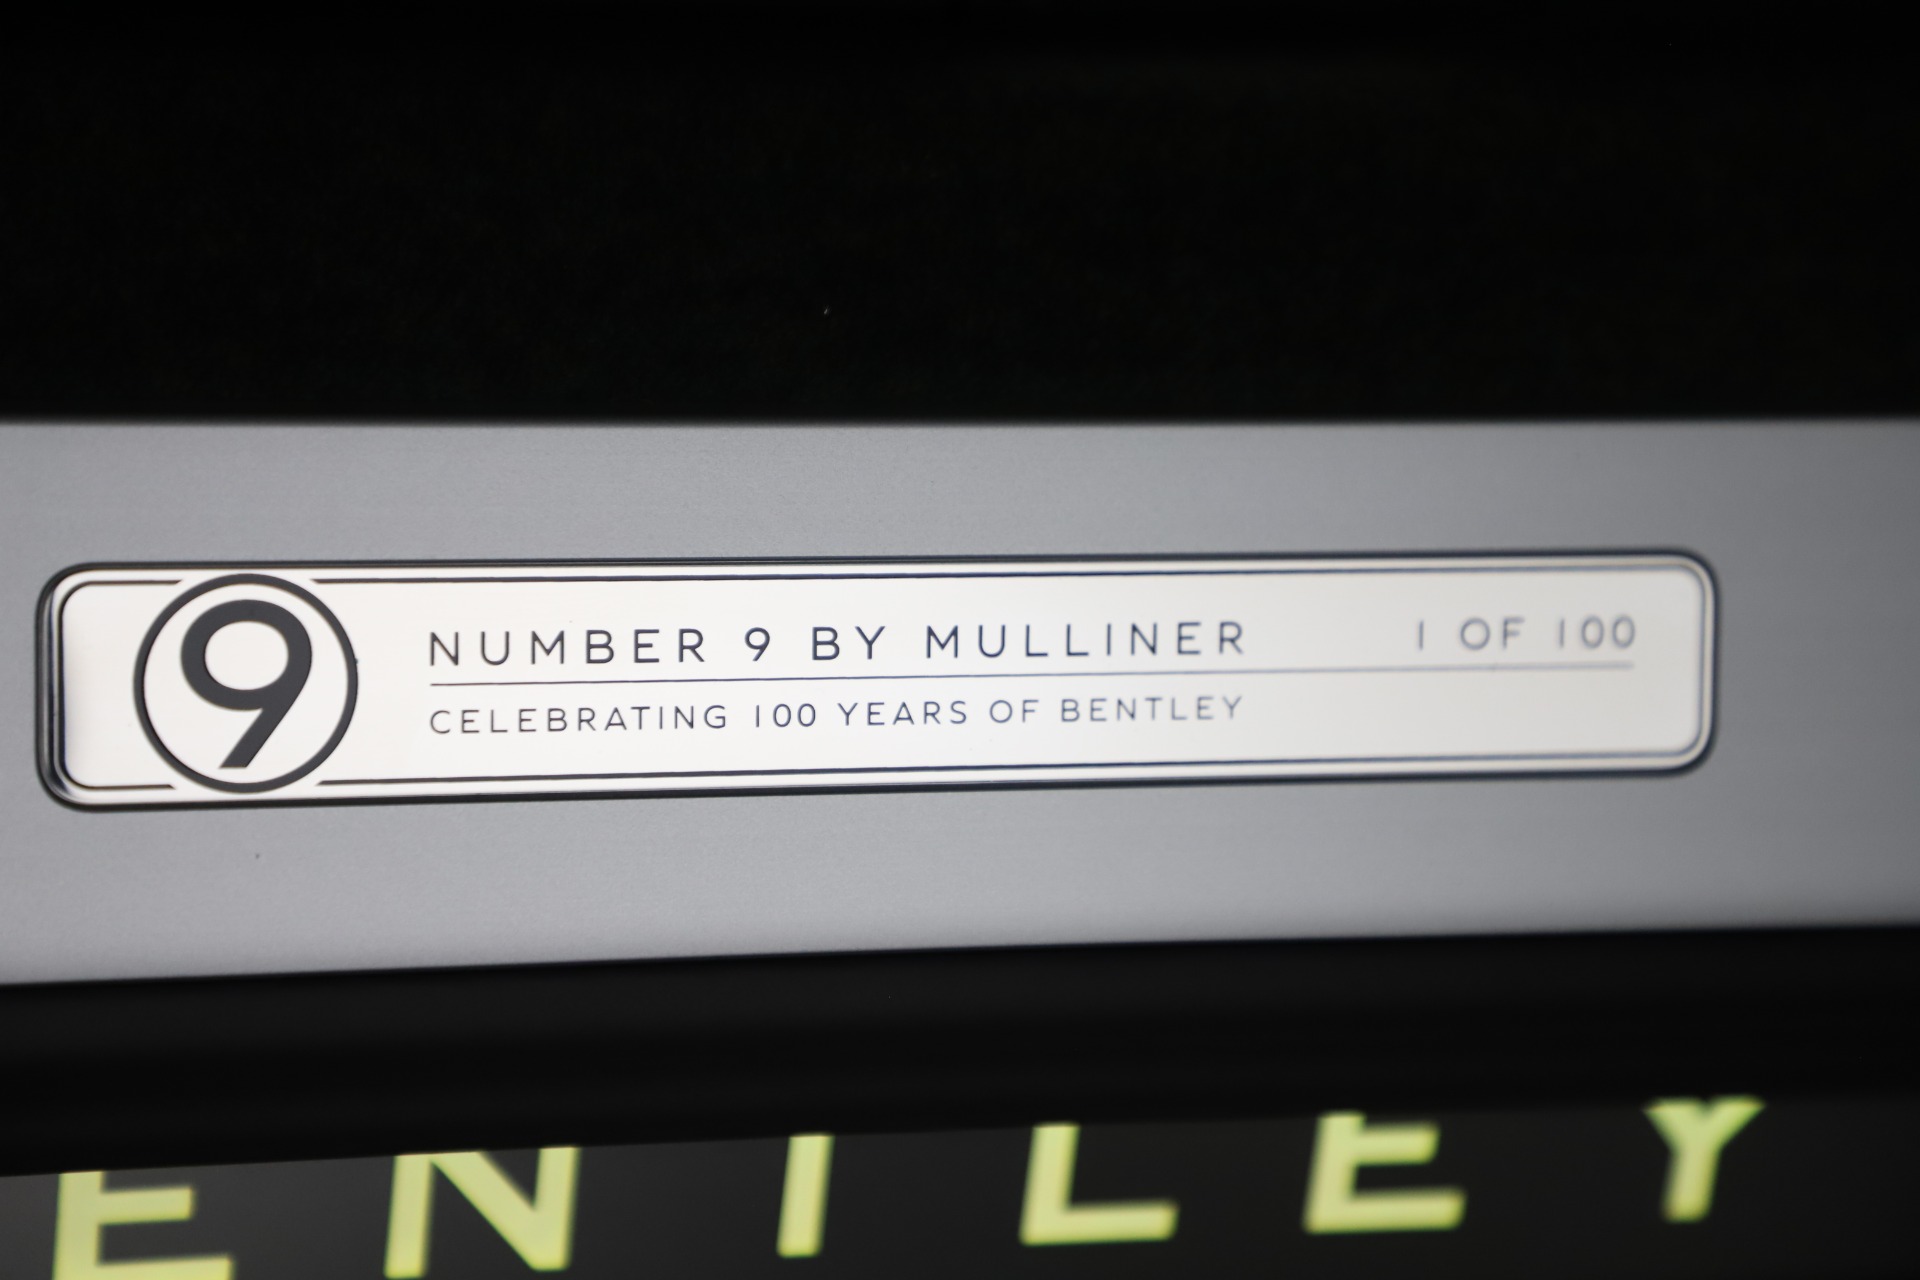 9
NUMBER 9 BY MULLINER 1 OF 100
CELEBRATING 100 YEARS OF BENTLEY
ENTLEY